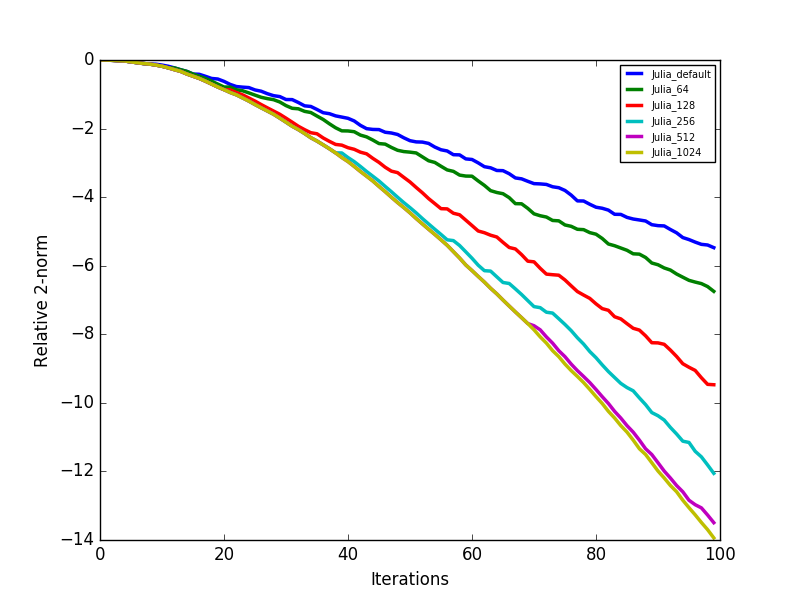 0
−2
−4
−6
−8
−10
−12
−14
0
20
40
60
80
100
Iterations
Relative 2-norm
Julia_default
Julia_64
Julia_128
Julia_256
Julia_512
Julia_1024